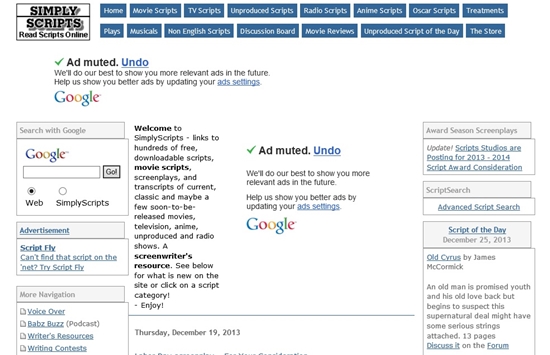 SIMPLY
SCRIPTS
Read Scripts Online
Home
Movie Scripts
TV Scripts
Unproduced Scripts
Radio Scripts
Anime Scripts
Oscar Scripts
Treatments
Plays
Musicals
Non English Scripts
Discussion Board
Movie Reviews
Unproduced Script of the Day
The Store
Ad muted. Undo
We'll do our best to show you more relevant ads in the future.
Help us show you better ads by updating your ads settings.
Google™
Search with Google
Google™
Go!
Web
SimplyScripts
Advertisement
Script Fly
Can't find that script on the
'net? Try Script Fly
More Navigation
Voice Over
Babz Buzz (Podcast)
Writer's Resources
Writing Contests
Welcome to
SimplyScripts - links
to hundreds of free,
downloadable scripts,
movie scripts,
screenplays, and
transcripts of current,
classic and maybe a
few soon-to-be-
released movies,
television, anime,
unproduced and radio
shows. A
screenwriter's
resource. See below
for what is new on the
site or click on a script
category!
- Enjoy!
Ad muted. Undo
We'll do our best to show you more
relevant ads in the future.
Help us show you better ads by
updating your ads settings.
Google™
Thursday, December 19, 2013
Award Season Screenplays
Update! Scripts Studios are
Posting for 2013 - 2014
Script Award Consideration
ScriptSearch
Advanced Script Search
Script of the Day
December 25, 2013
Old Cyrus by James
McCormick
An old man is promised youth
and his old love back but
begins to suspect this
supernatural deal might have
some serious strings
attached. 13 pages
Discuss it on the Forum